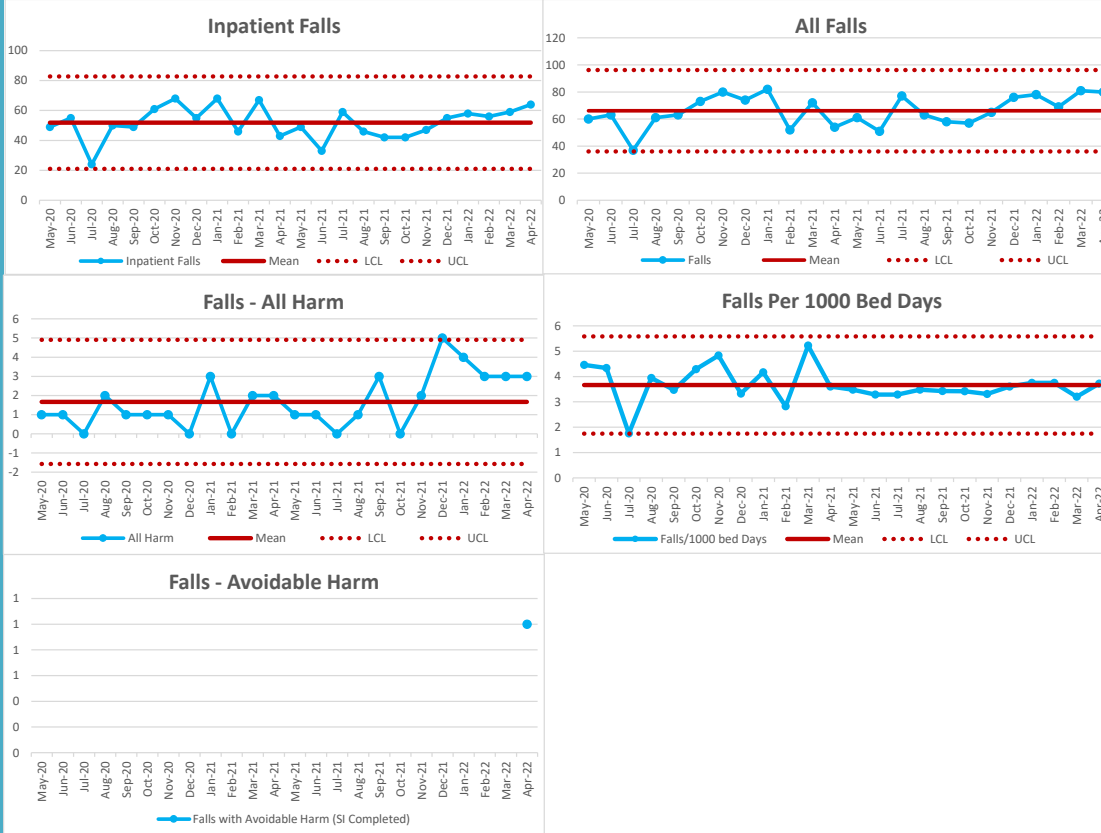 Inpatient Falls
100
80
60
40
20
0
May-20 Jun-20 Jul-20 Aug-20 Sep-20 Oct-20 Nov-20 Dec-20 Jan-21 Feb-21 Mar-21 Apr-21 May-21 Jun-21 Jul-21 Aug-21 Sep-21 Oct-21 Nov-21 Dec-21 Jan-22 Feb-22 Mar-22 Apr-22
Inpatient Falls Mean LCL UCL
All Falls
120
100
80
60
40
20
0
May-20 Jun-20 Jul-20 Aug-20 Sep-20 Oct-20 Nov-20 Dec-20 Jan-21 Feb-21 Mar-21 Apr-21 May-21 Jun-21 Jul-21 Aug-21 Sep-21 Oct-21 Nov-21 Dec-21 Jan-22 Feb-22 Mar-22
Falls Mean LCL UCL
Falls - All Harm
6
5
4
3
2
1
0
-1
-2
May-20 Jun-20 Jul-20 Aug-20 Sep-20 Oct-20 Nov-20 Dec-20 Jan-21 Feb-21 Mar-21 Apr-21 May-21 Jun-21 Jul-21 Aug-21 Sep-21 Oct-21 Nov-21 Dec-21 Jan-22 Feb-22 Mar-22 Apr-22
All Harm Mean LCL UCL
Falls Per 1000 Bed Days
6
5
4
3
2
1
0
May-20 Jun-20 Jul-20 Aug-20 Sep-20 Oct-20 Nov-20 Dec-20 Jan-21 Feb-21 Mar-21 Apr-21 May-21 Jun-21 Jul-21 Aug-21 Sep-21 Oct-21 Nov-21 Dec-21 Jan-22 Feb-22 Mar-22
Falls/1000 bed Days Mean LCL UCL
Falls - Avoidable Harm
1
1
1
1
0
0
0
May-20 Jun-20 Jul-20 Aug-20 Sep-20 Oct-20 Nov-20 Dec-20 Jan-21 Feb-21 Mar-21 Apr-21 May-21 Jun-21 Jul-21 Aug-21 Sep-21 Oct-21 Nov-21 Dec-21 Jan-22 Feb-22 Mar-22 Apr-22
Falls with Avoidable Harm (SI Completed)